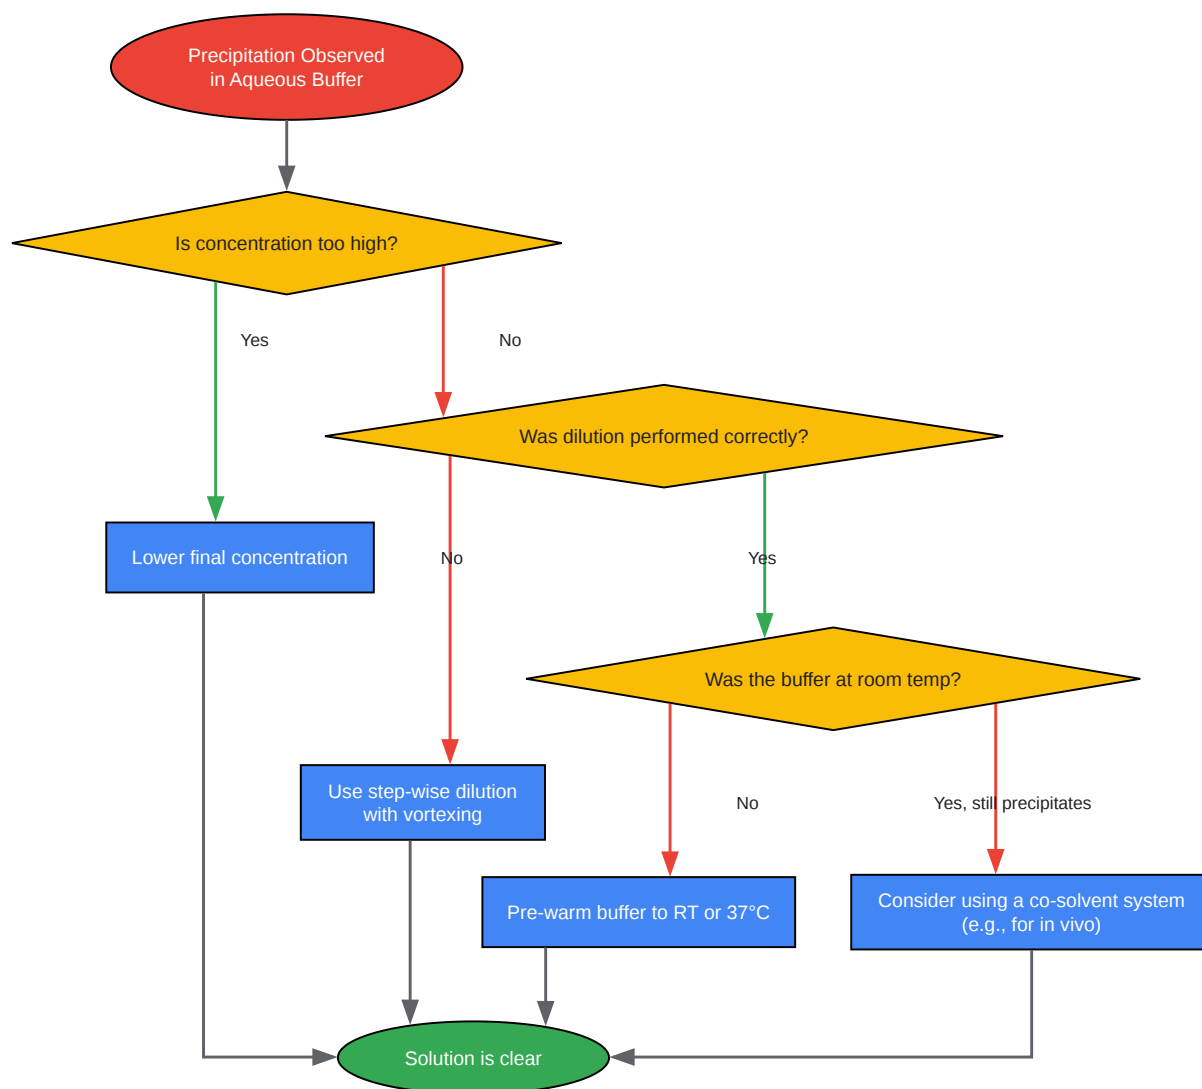 Precipitation Observed
in Aqueous Buffer
Is concentration too high?
Yes
No
Was dilution performed correctly?
Lower final concentration
No
Yes
Was the buffer at room temp?
Use step-wise dilution
with vortexing
No
Yes, still precipitates
Pre-warm buffer to RT or 37°C
Consider using a co-solvent system
(e.g., for in vivo)
Solution is clear